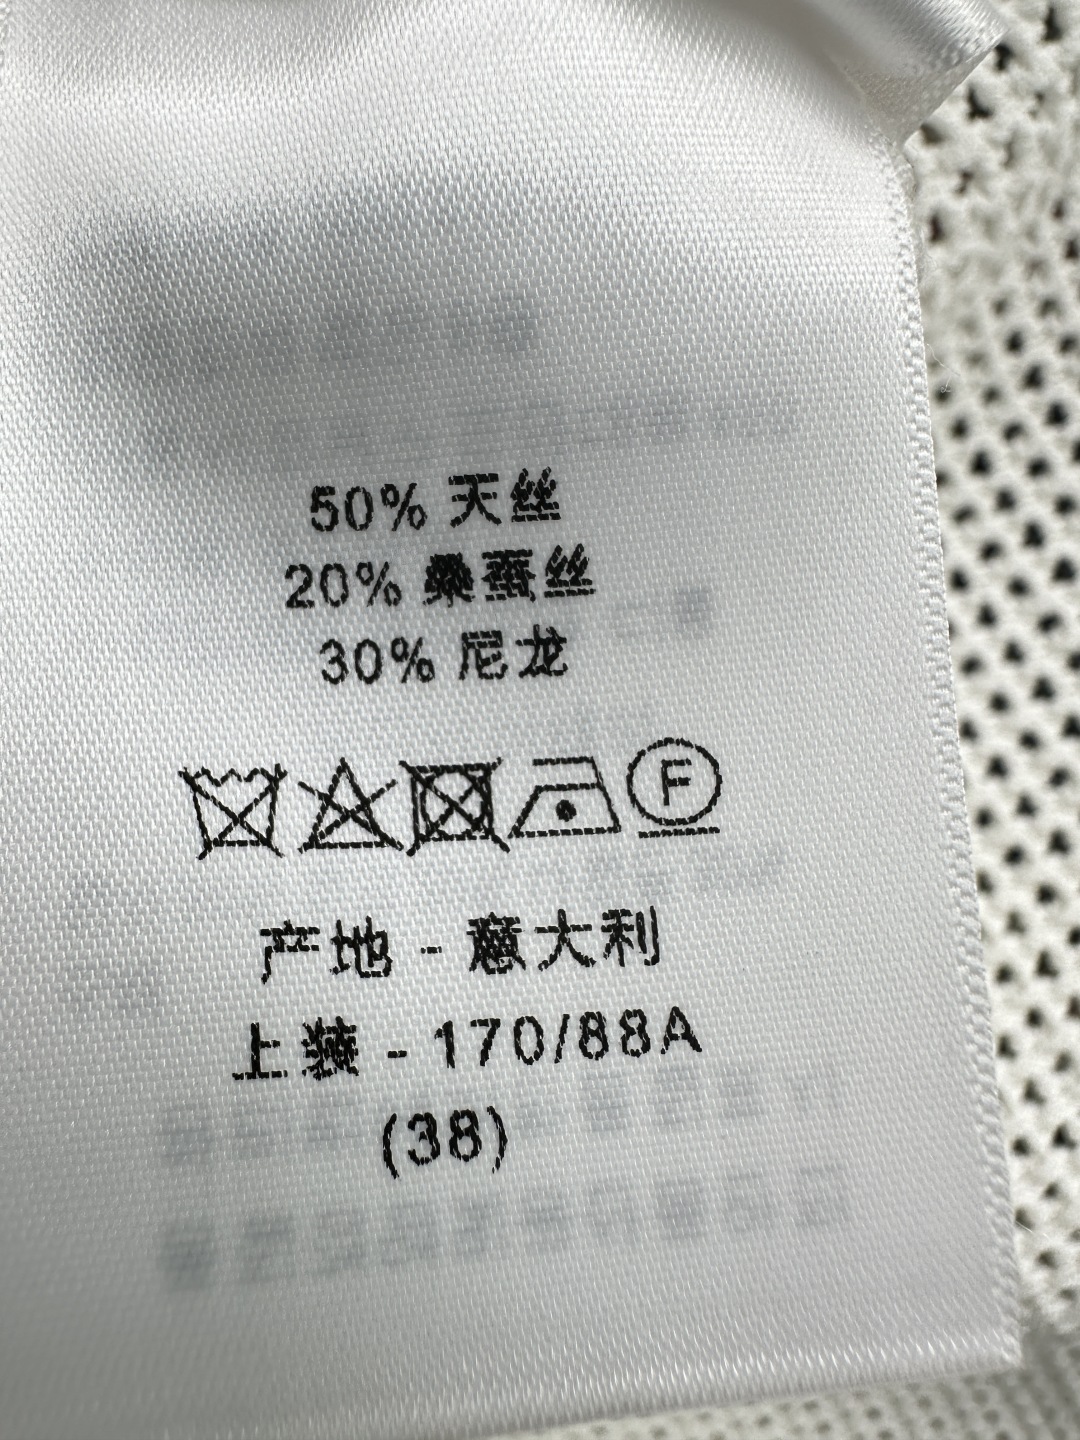 50% 天丝
20% 桑蚕丝
30% 尼龙
F
产地 - 意大利
上装 - 170/88A
(38)